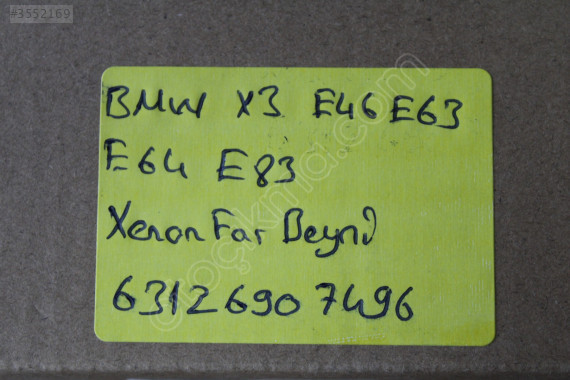 #3552169
BMW X3 E46 E63
E64 E83
Xenon Far Beyni
63126907496